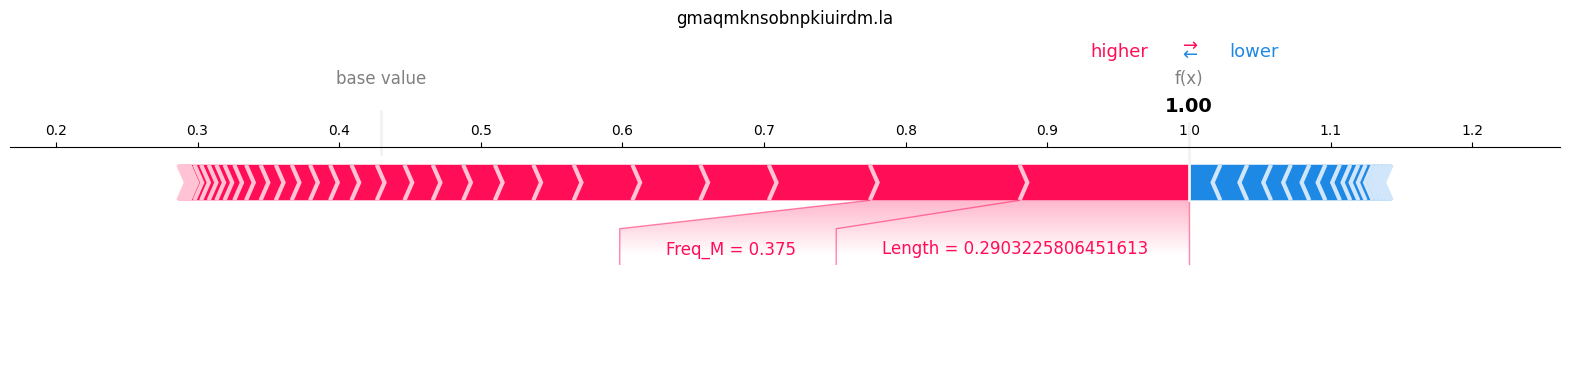 gmaqmknsobnpkiuirdm.la
higher ⇄ lower
base value f(x)
1.00
0.2 0.3 0.4 0.5 0.6 0.7 0.8 0.9 1.0 1.1 1.2
Freq_M = 0.375 Length = 0.2903225806451613